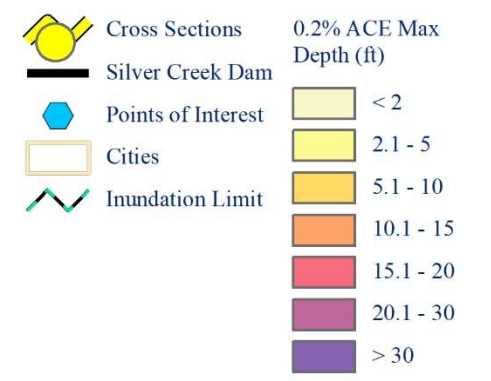 Cross Sections
Silver Creek Dam
Points of Interest
Cities
Inundation Limit
0.2% ACE Max
Depth (ft)
< 2
2.1 - 5
5.1 - 10
10.1 - 15
15.1 - 20
20.1 - 30
> 30